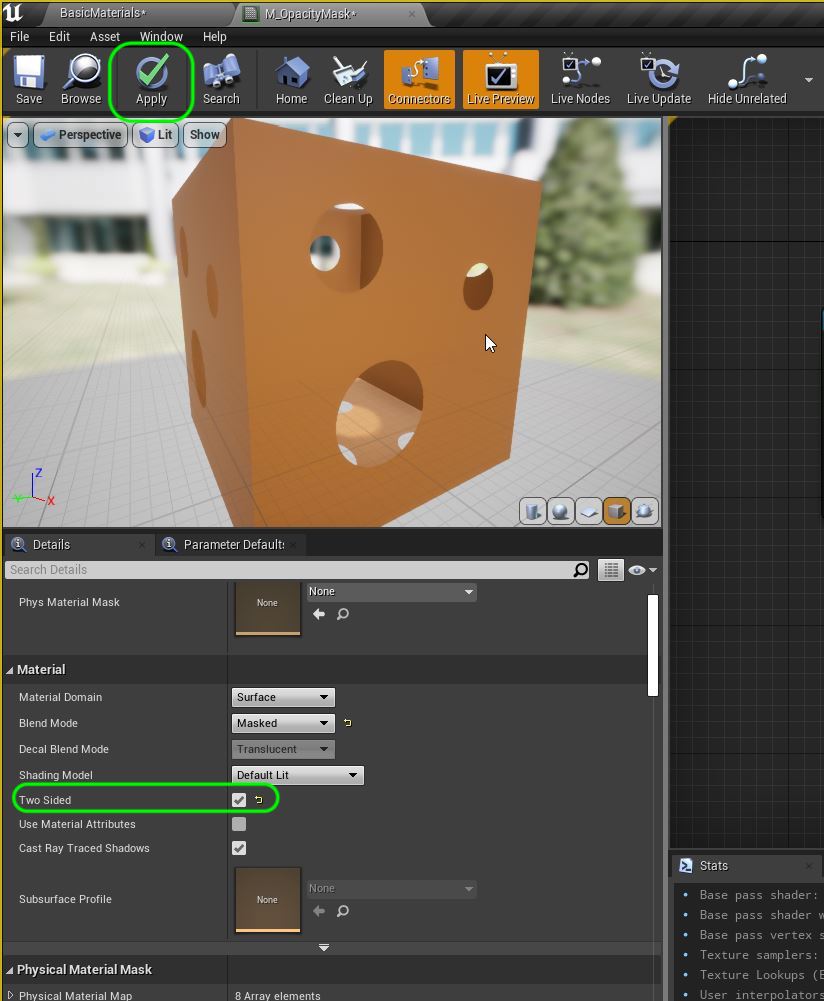 BasicMaterials*
M_OpacityMask*
File Edit Asset Window Help
Save Browse Apply Search Home Clean Up Connectors Live Preview Live Nodes Live Update Hide Unrelated
Perspective Lit Show
Z
Y X
Details Parameter Default
Search Details
Phys Material Mask None None
Material
Material Domain Surface
Blend Mode Masked
Decal Blend Mode Translucent
Shading Model Default Lit
Two Sided
Use Material Attributes
Cast Ray Traced Shadows
Subsurface Profile None None
Physical Material Mask
Physical Material Map 8 Array elements
Stats
Base pass shader:
Base pass shader w
Base pass vertex s
Texture samplers:
Texture Lookups (E
User interpolators